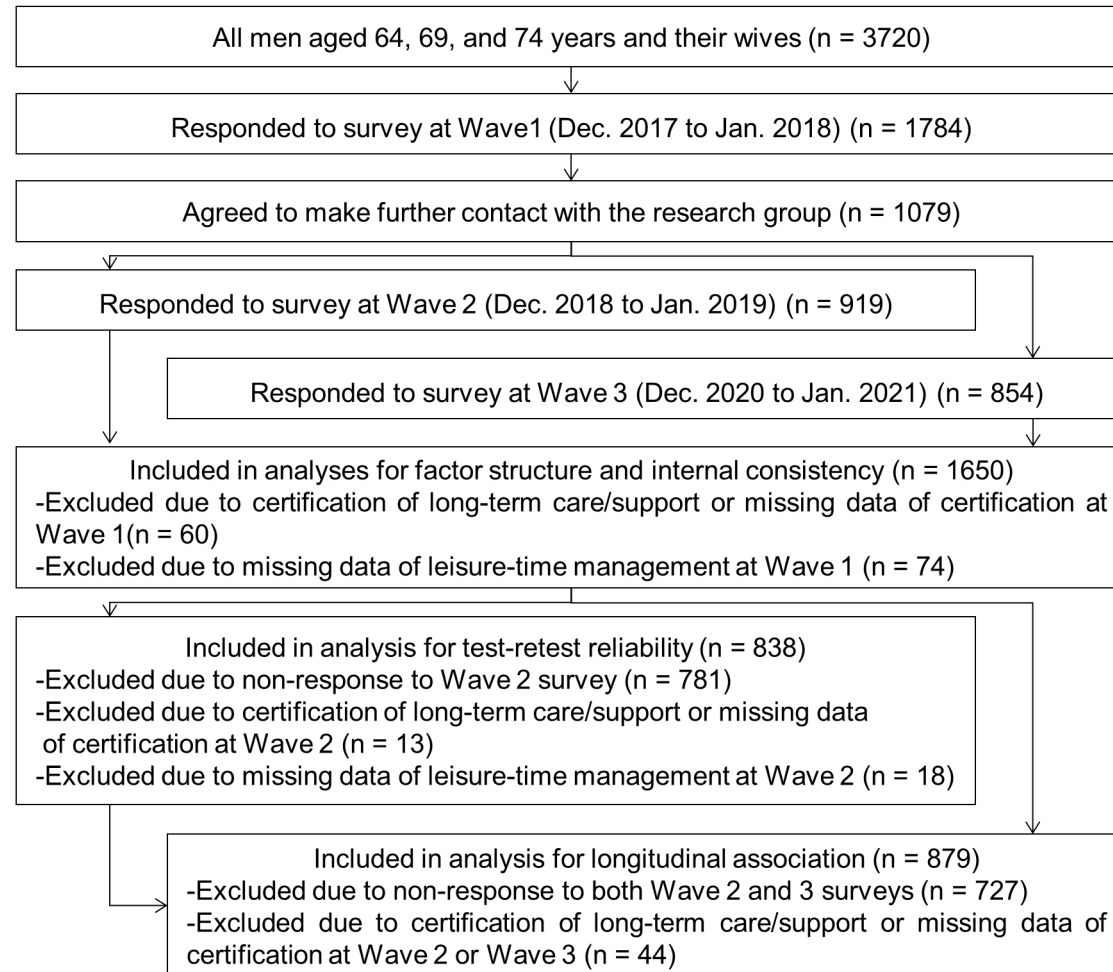 All men aged 64, 69, and 74 years and their wives (n = 3720)
Responded to survey at Wave1 (Dec. 2017 to Jan. 2018) (n = 1784)
Agreed to make further contact with the research group (n = 1079)
Responded to survey at Wave 2 (Dec. 2018 to Jan. 2019) (n = 919)
Responded to survey at Wave 3 (Dec. 2020 to Jan. 2021) (n = 854)
Included in analyses for factor structure and internal consistency (n = 1650)
-Excluded due to certification of long-term care/support or missing data of certification at
Wave 1(n = 60)
-Excluded due to missing data of leisure-time management at Wave 1 (n = 74)
Included in analysis for test-retest reliability (n = 838)
-Excluded due to non-response to Wave 2 survey (n = 781)
-Excluded due to certification of long-term care/support or missing data
of certification at Wave 2 (n = 13)
-Excluded due to missing data of leisure-time management at Wave 2 (n = 18)
Included in analysis for longitudinal association (n = 879)
-Excluded due to non-response to both Wave 2 and 3 surveys (n = 727)
-Excluded due to certification of long-term care/support or missing data of
certification at Wave 2 or Wave 3 (n = 44)